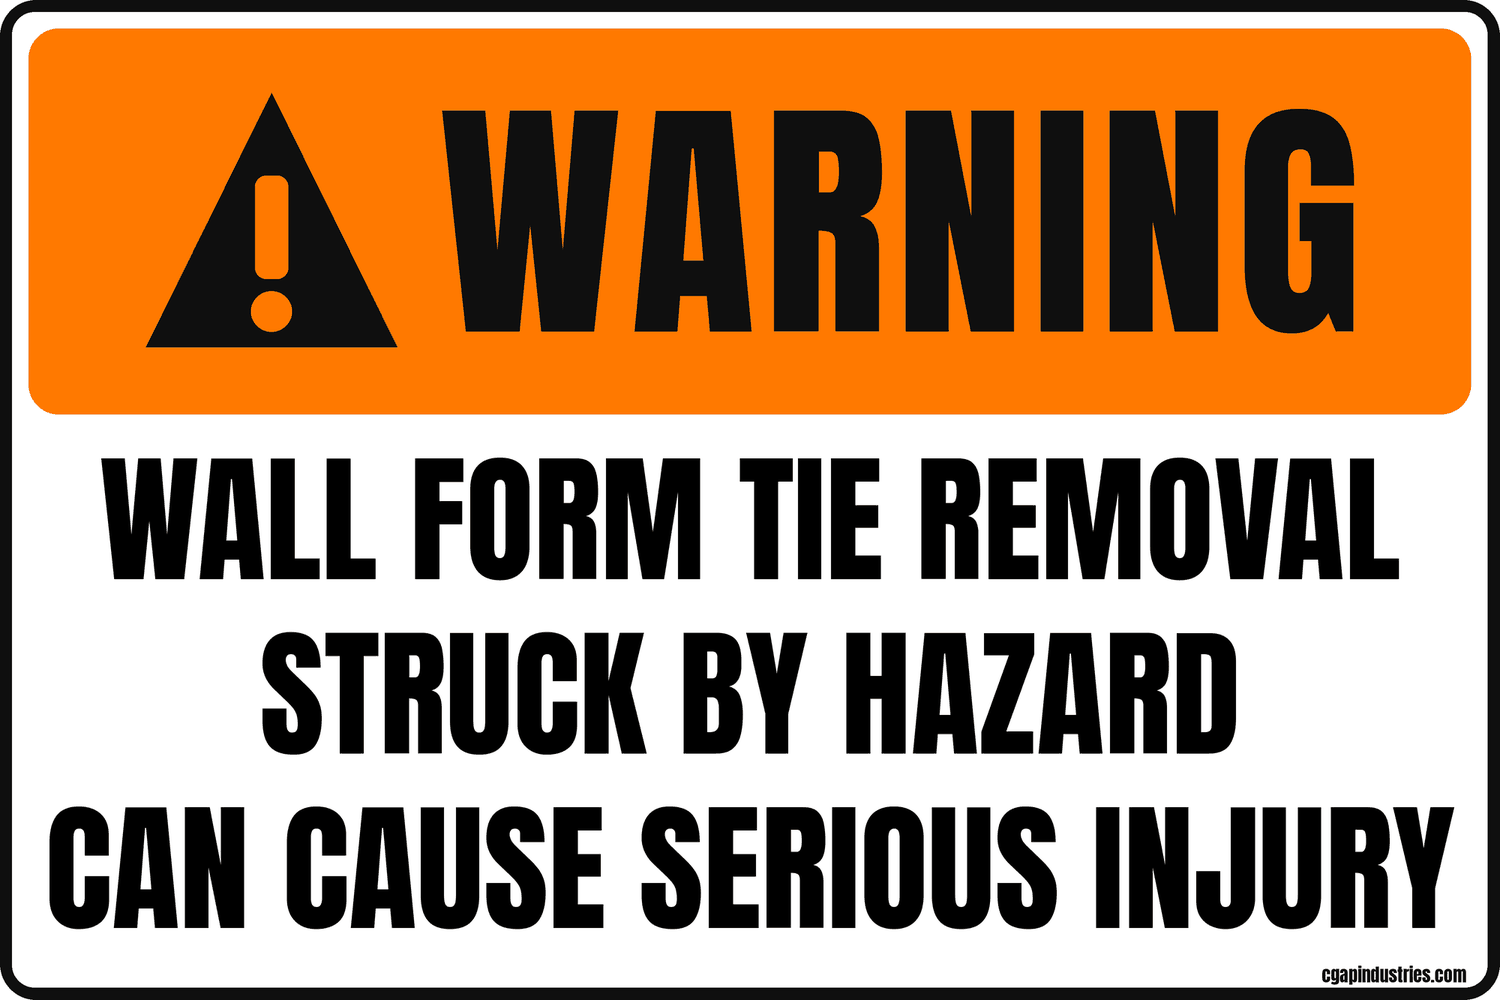 WARNING
WALL FORM TIE REMOVAL
STRUCK BY HAZARD
CAN CAUSE SERIOUS INJURY
cgapindustries.com